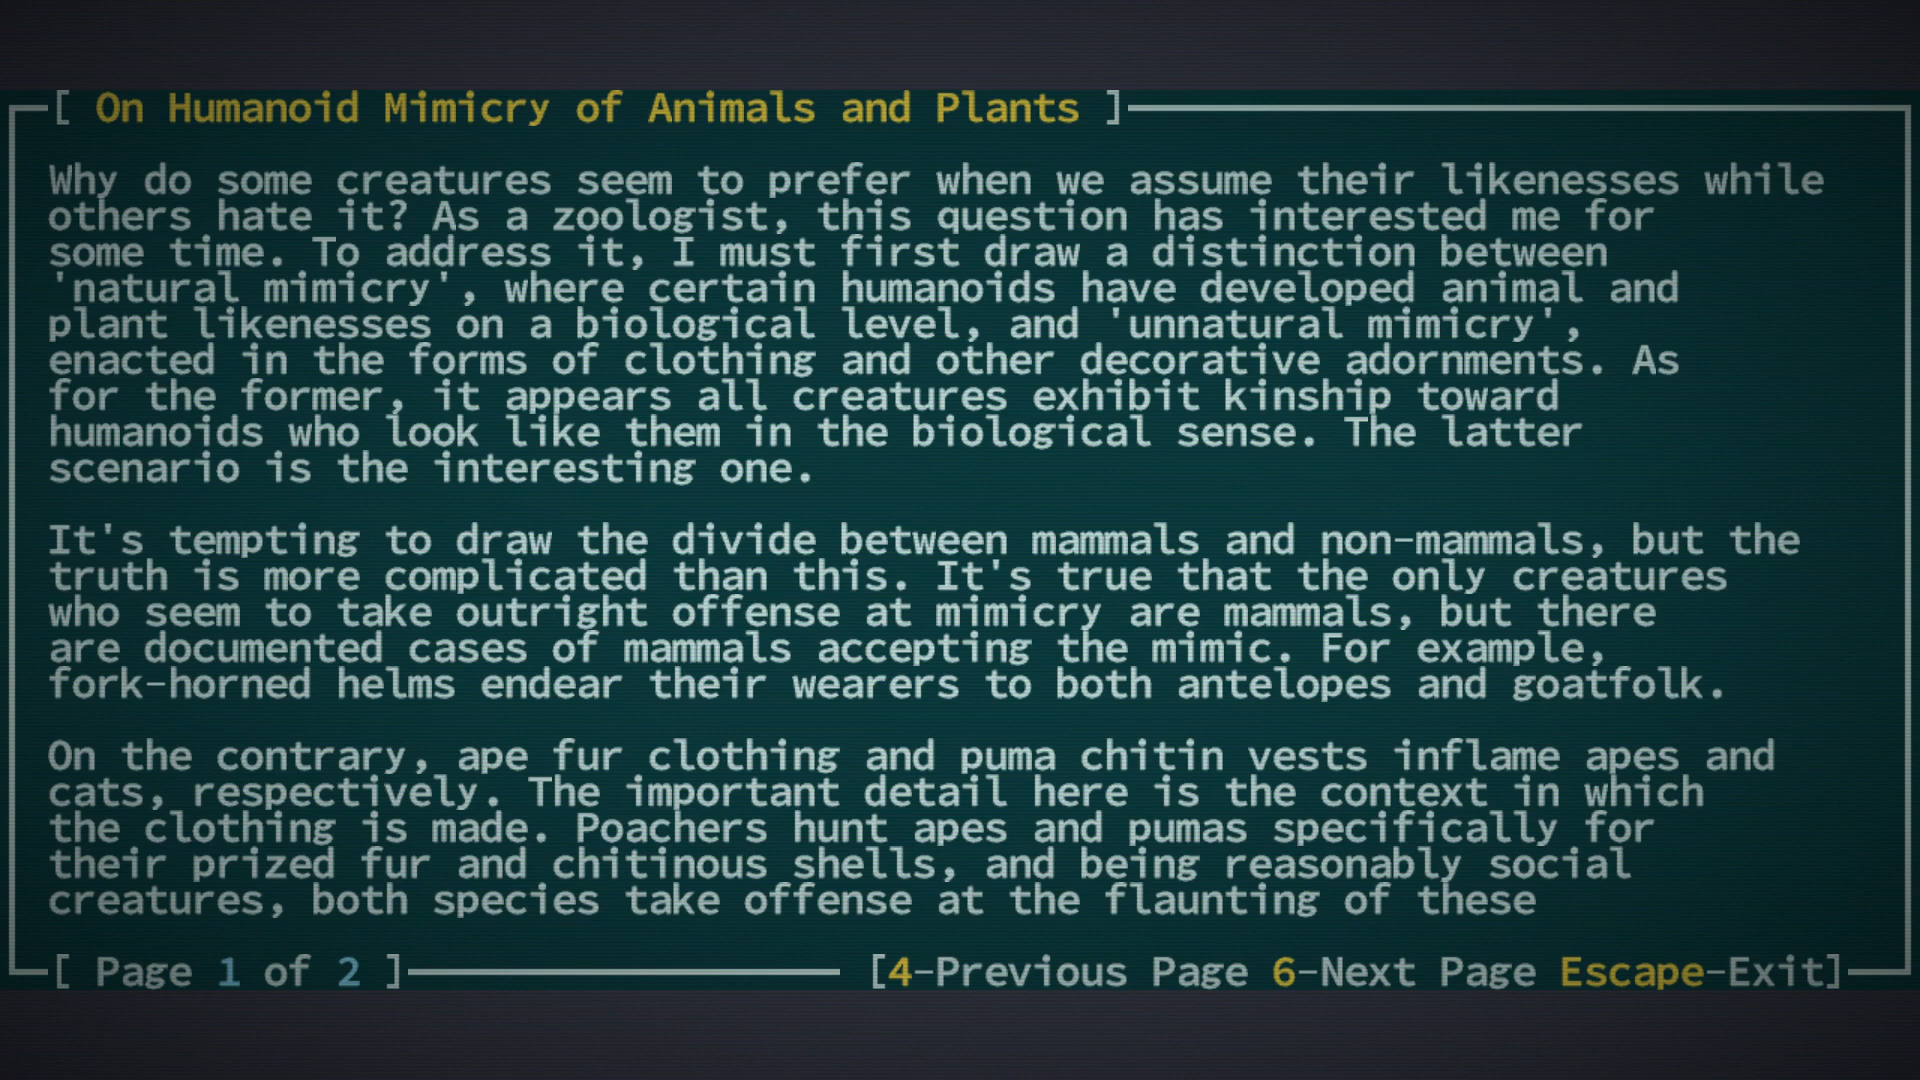 [ On Humanoid Mimicry of Animals and Plants ]
Why do some creatures seem to prefer when we assume their likenesses while
others hate it? As a zoologist, this question has interested me for
some time. To address it, I must first draw a distinction between
'natural mimicry', where certain humanoids have developed animal and
plant likenesses on a biological level, and 'unnatural mimicry',
enacted in the forms of clothing and other decorative adornments. As
for the former, it appears all creatures exhibit kinship toward
humanoids who look like them in the biological sense. The latter
scenario is the interesting one.
It's tempting to draw the divide between mammals and non-mammals, but the
truth is more complicated than this. It's true that the only creatures
who seem to take outright offense at mimicry are mammals, but there
are documented cases of mammals accepting the mimic. For example,
fork-horned helms endear their wearers to both antelopes and goatfolk.
On the contrary, ape fur clothing and puma chitin vests inflame apes and
cats, respectively. The important detail here is the context in which
the clothing is made. Poachers hunt apes and pumas specifically for
their prized fur and chitinous shells, and being reasonably social
creatures, both species take offense at the flaunting of these
[ Page 1 of 2 ] [4-Previous Page 6-Next Page Escape-Exit]